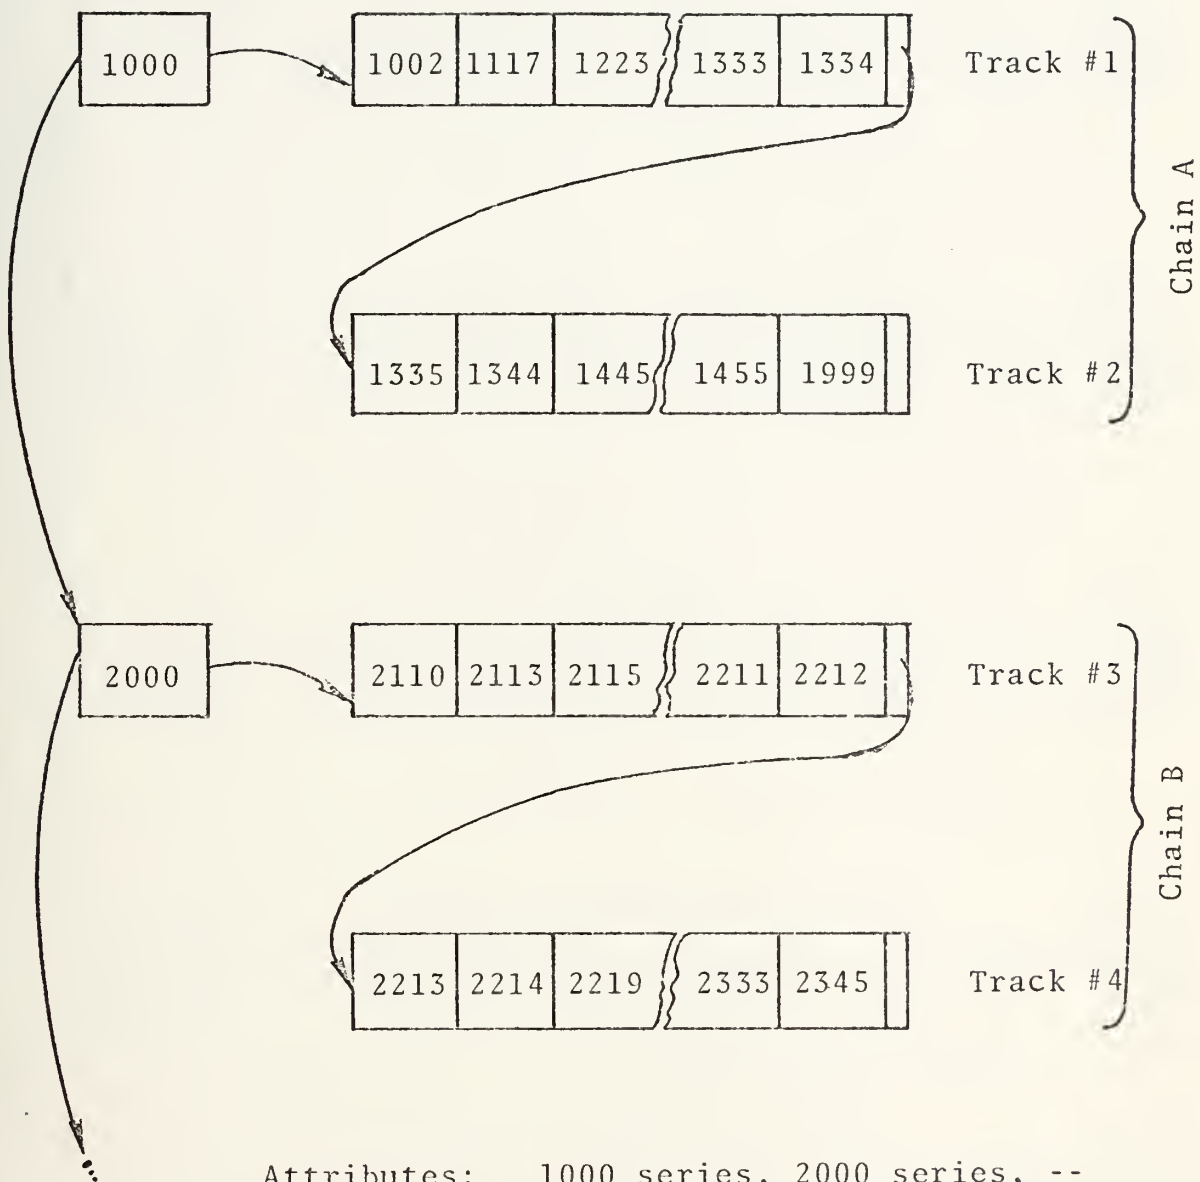 1000 1002 1117 1223 1333 1334 Track #1
Chain A
1335 1344 1445 1455 1999 Track #2
2000 2110 2113 2115 2211 2212 Track #3
Chain B
2213 2214 2219 2333 2345 Track #4
Attributes: 1000 series, 2000 series, --